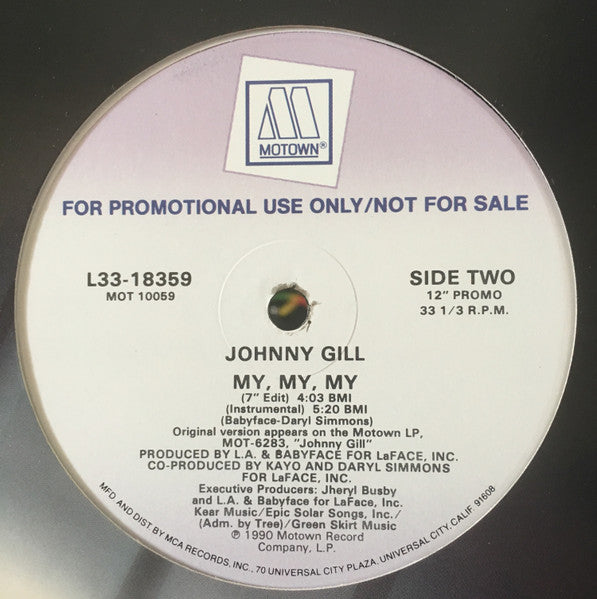 MOTOWN®
FOR PROMOTIONAL USE ONLY/NOT FOR SALE
L33-18359
MOT 10059
SIDE TWO
12" PROMO
33 1/3 R.P.M.
JOHNNY GILL
MY, MY, MY
(7" Edit) 4:03 BMI
(Instrumental) 5:20 BMI
(Babyface-Daryl Simmons)
Original version appears on the Motown LP,
MOT-6283, "Johnny Gill"
PRODUCED BY L.A. & BABYFACE FOR LaFACE, INC.
CO-PRODUCED BY KAYO AND DARYL SIMMONS
FOR LaFACE, INC.
Executive Producers: Jheryl Busby
and L.A. & Babyface for LaFace, Inc.
Kear Music/Epic Solar Songs, Inc./
(Adm. by Tree)/Green Skirt Music
℗ 1990 Motown Record
Company, L.P.
MFD. AND DIST. BY MCA RECORDS, INC., 70 UNIVERSAL CITY PLAZA, UNIVERSAL CITY, CALIF. 91608